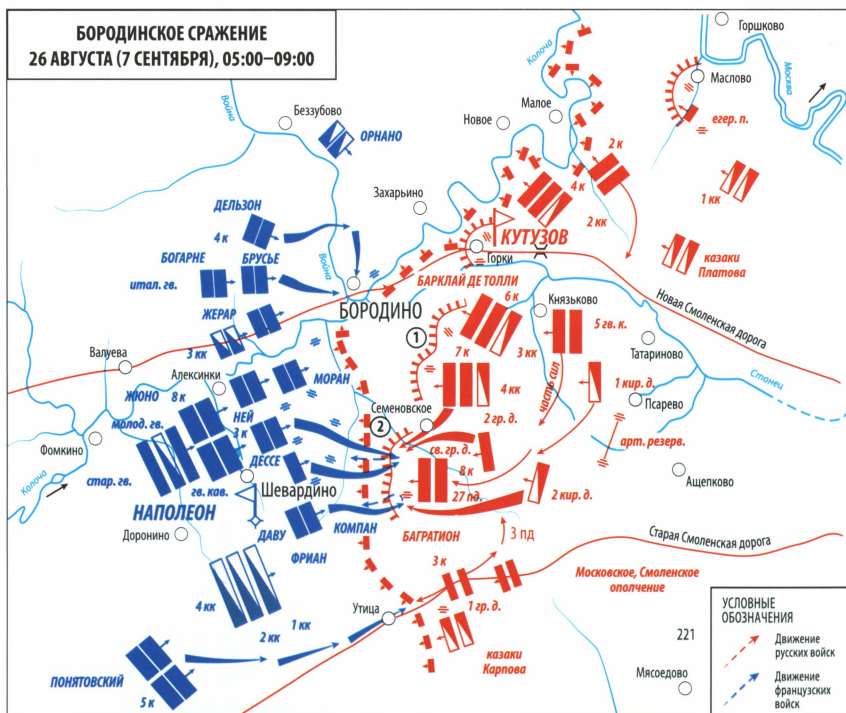 БОРОДИНСКОЕ СРАЖЕНИЕ
26 АВГУСТА (7 СЕНТЯБРЯ), 05:00–09:00
Горшково
Колоча
Москва
Маслово
Война
Беззубово
Малое
Новое
егер. п.
ОРНАНО
2 к
4 к
1 кк
Захарьино
ДЕЛЬЗОН
4 к
2 кк
КУТУЗОВ
Горки
казаки
Платова
БОГАРНЕ
БРУСЬЕ
итал. гв.
Война
БАРКЛАЙ ДЕ ТОЛЛИ
6 к
Новая Смоленская дорога
ЖЕРАР
БОРОДИНО
Князьково
5 гв. к.
1
3 кк
3 кк
7 к
Татариново
Валуева
Алексинки
МОРАН
4 кк
часть сил
1 кир. д.
Стонец
ЖЮНО
8 к
НЕЙ
3 к
Семеновское
2 гр. д.
Псарево
молод. гв.
2
Фомкино
ДЕССЕ
св. гр. д.
арт. резерв.
8 к
Ащепково
стар. гв.
гв. кав.
Шевардино
27 пд.
2 кир. д.
Колоча
НАПОЛЕОН
ДАВУ
КОМПАН
БАГРАТИОН
3 пд
Старая Смоленская дорога
Доронино
ФРИАН
3 к
Московское, Смоленское
ополчение
4 кк
2 кк
1 кк
Утица
1 гр. д.
казаки
Карпова
ПОНЯТОВСКИЙ
5 к
221
Мясоедово
УСЛОВНЫЕ
ОБОЗНАЧЕНИЯ
Движение
русских войск
Движение
французских
войск